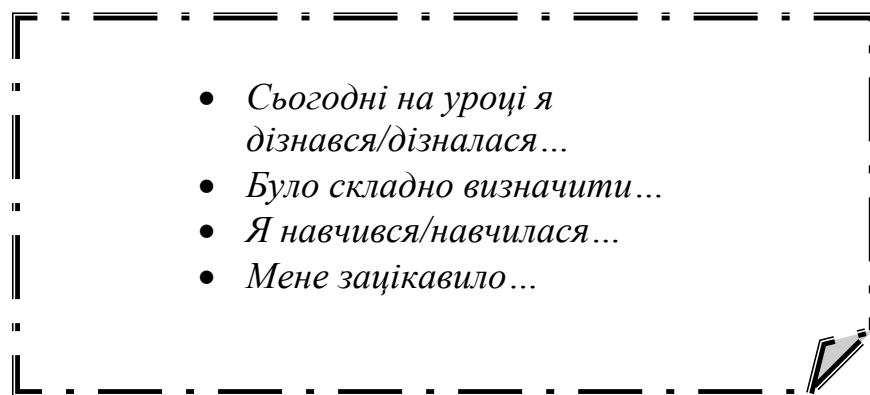 • Сьогодні на уроці я
дізнався/дізналася…
• Було складно визначити…
• Я навчився/навчилася…
• Мене зацікавило…